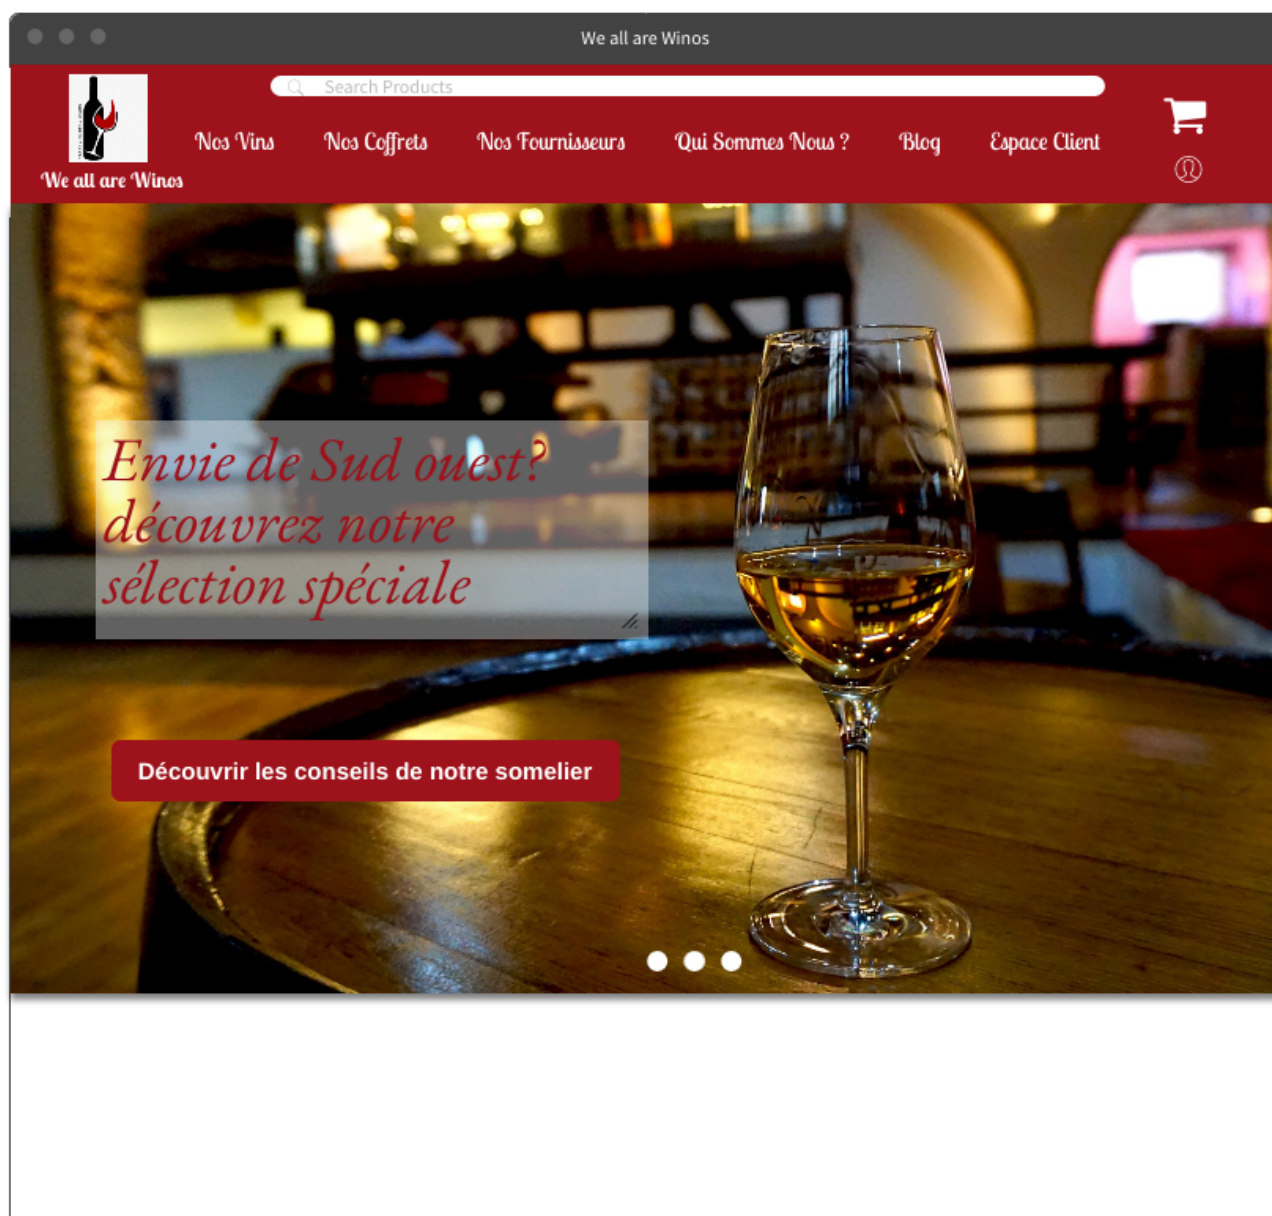 We all are Winos
Search Products
Nos Vins
Nos Coffrets
Nos Fournisseurs
Qui Sommes Nous ?
Blog
Espace Client
We all are Winos
Envie de Sud ouest?
découvrez notre
sélection spéciale
Découvrir les conseils de notre somelier